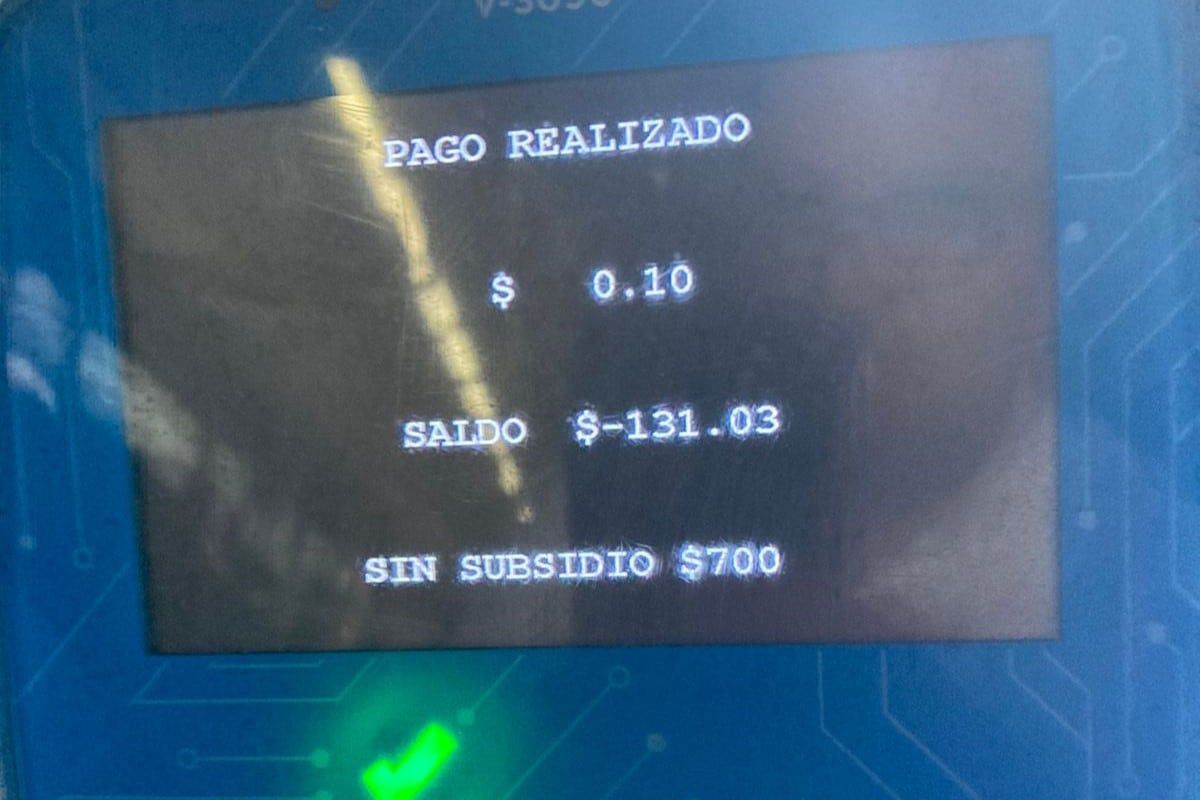 PAGO REALIZADO
$ 0.10
SALDO $-131.03
SIN SUBSIDIO $700